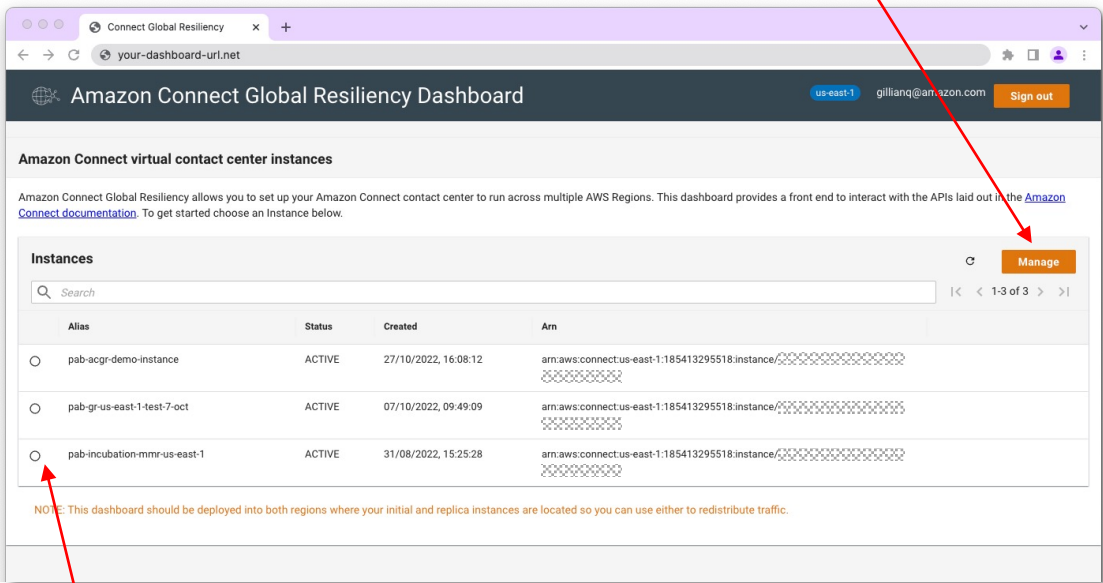 Connect Global Resiliency
your-dashboard-url.net
Amazon Connect Global Resiliency Dashboard
us-east-1
gillianq@amazon.com
Sign out
Amazon Connect virtual contact center instances
Amazon Connect Global Resiliency allows you to set up your Amazon Connect contact center to run across multiple AWS Regions. This dashboard provides a front end to interact with the APIs laid out in the Amazon
Connect documentation. To get started choose an Instance below.
Instances
Manage
Search
1-3 of 3
Alias Status Created Arn
pab-acgr-demo-instance ACTIVE 27/10/2022, 16:08:12 arn:aws:connect:us-east-1:185413295518:instance/
pab-gr-us-east-1-test-7-oct ACTIVE 07/10/2022, 09:49:09 arn:aws:connect:us-east-1:185413295518:instance/
pab-incubation-mmr-us-east-1 ACTIVE 31/08/2022, 15:25:28 arn:aws:connect:us-east-1:185413295518:instance/
NOTE: This dashboard should be deployed into both regions where your initial and replica instances are located so you can use either to redistribute traffic.